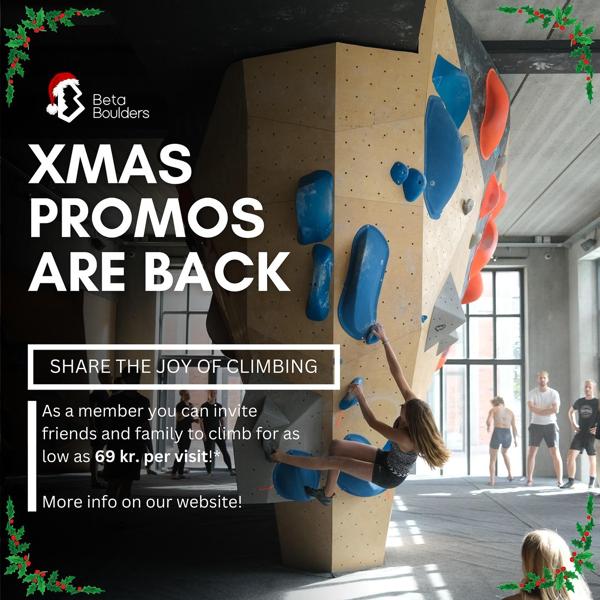 Beta
Boulders
XMAS
PROMOS
ARE BACK
SHARE THE JOY OF CLIMBING
As a member you can invite
friends and family to climb for as
low as 69 kr. per visit!*
More info on our website!